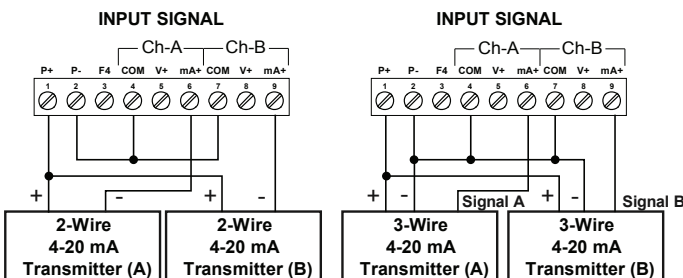 INPUT SIGNAL
Ch-A Ch-B
P+ P- F4 COM V+ mA+ COM V+ mA+
1 2 3 4 5 6 7 8 9
+ - + -
2-Wire
4-20 mA
Transmitter (A)
2-Wire
4-20 mA
Transmitter (B)
INPUT SIGNAL
Ch-A Ch-B
P+ P- F4 COM V+ mA+ COM V+ mA+
1 2 3 4 5 6 7 8 9
+ - Signal A + - Signal B
3-Wire
4-20 mA
Transmitter (A)
3-Wire
4-20 mA
Transmitter (B)